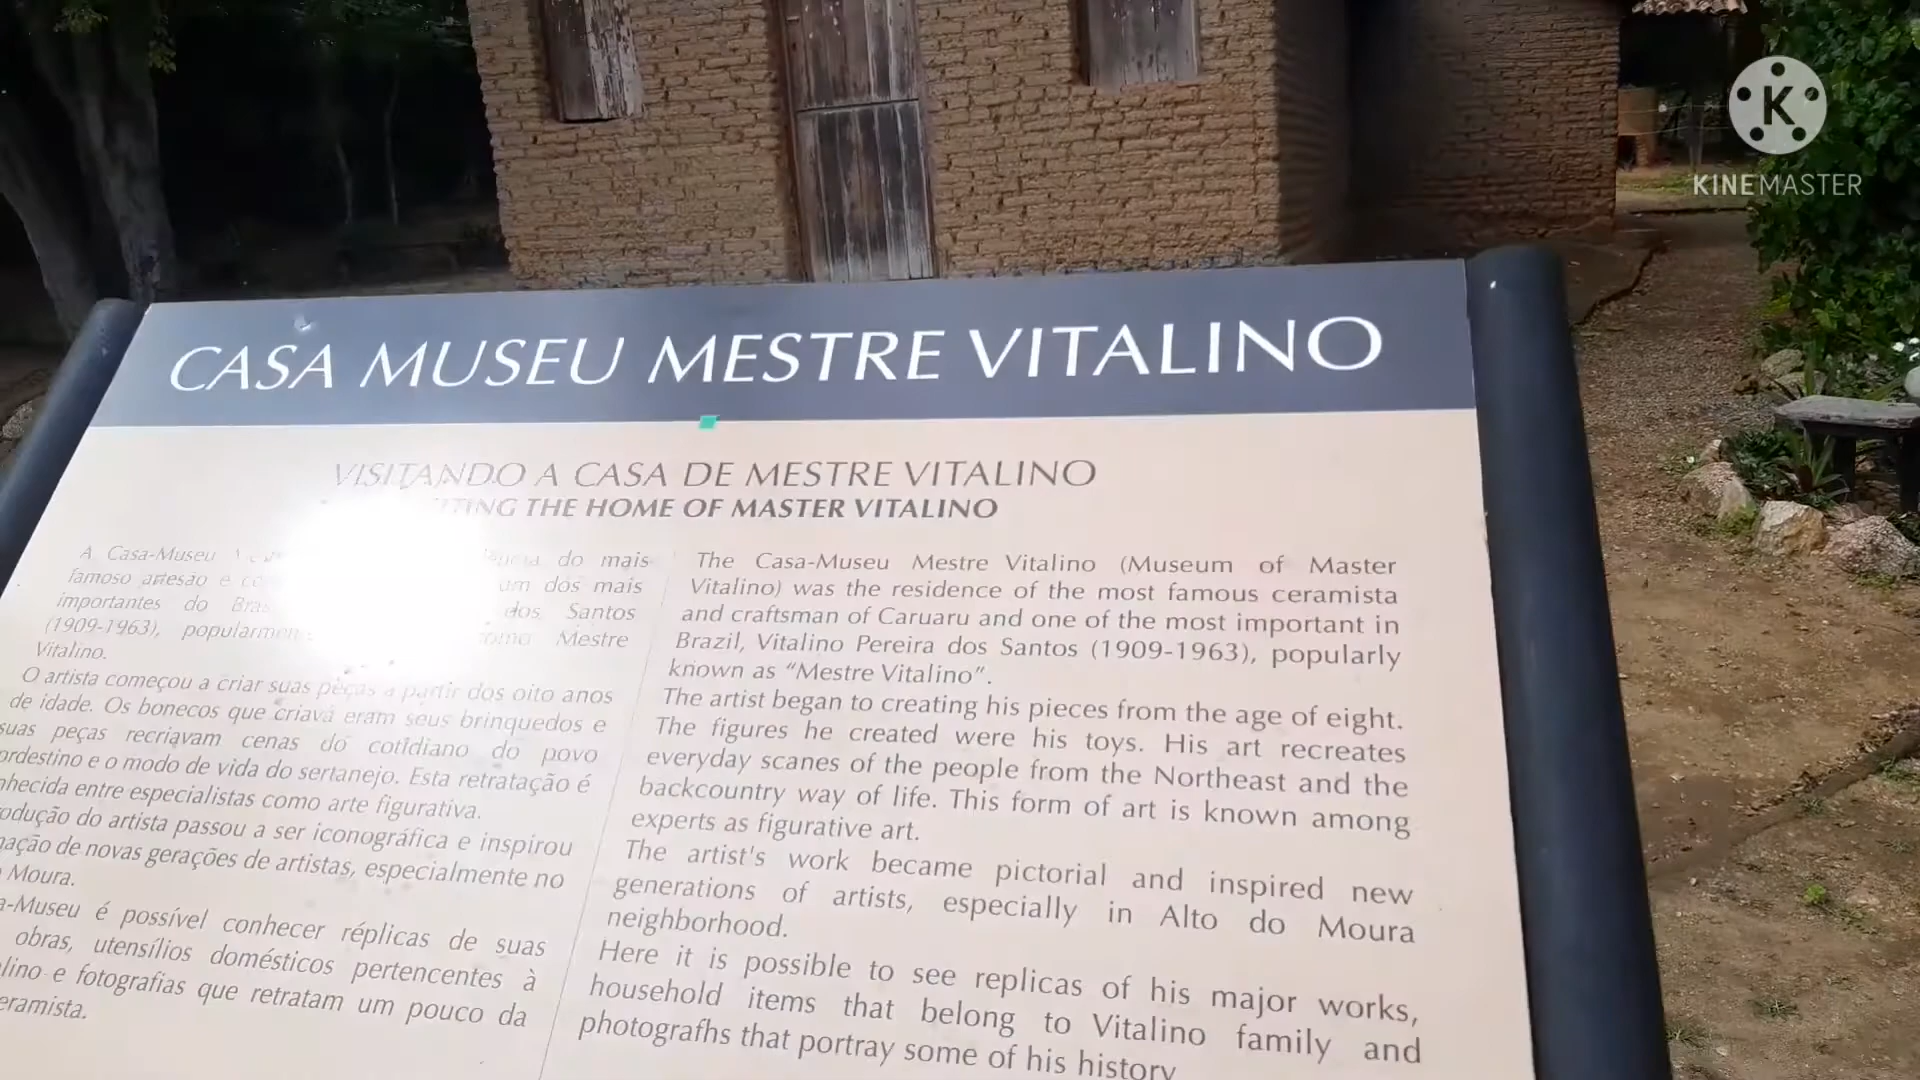 K
KINEMASTER
CASA MUSEU MESTRE VITALINO
VISITANDO A CASA DE MESTRE VITALINO
THE HOME OF MASTER VITALINO
A Casa-Museu do mais
famoso artesão e dos mais
importantes do dos Santos
(1909-1963), Mestre
Vitalino.
O artista começou a criar suas peças a partir dos oito anos
de idade. Os bonecos que criava eram seus brinquedos e
suas peças recriavam cenas do cotidiano do povo
e o modo de vida do sertanejo. Esta retratação é
entre especialistas como arte figurativa.
do artista passou a ser iconográfica e inspirou
de novas gerações de artistas, especialmente no
Moura.
é possível conhecer réplicas de suas
obras, utensílios domésticos pertencentes à
e fotografias que retratam um pouco da
The Casa-Museu Mestre Vitalino (Museum of Master
Vitalino) was the residence of the most famous ceramista
and craftsman of Caruaru and one of the most important in
Brazil, Vitalino Pereira dos Santos (1909-1963), popularly
known as “Mestre Vitalino”.
The artist began to creating his pieces from the age of eight.
The figures he created were his toys. His art recreates
everyday scanes of the people from the Northeast and the
backcountry way of life. This form of art is known among
experts as figurative art.
The artist's work became pictorial and inspired new
generations of artists, especially in Alto do Moura
neighborhood.
Here it is possible to see replicas of his major works,
household items that belong to Vitalino family and
photografhs that portray some of his history